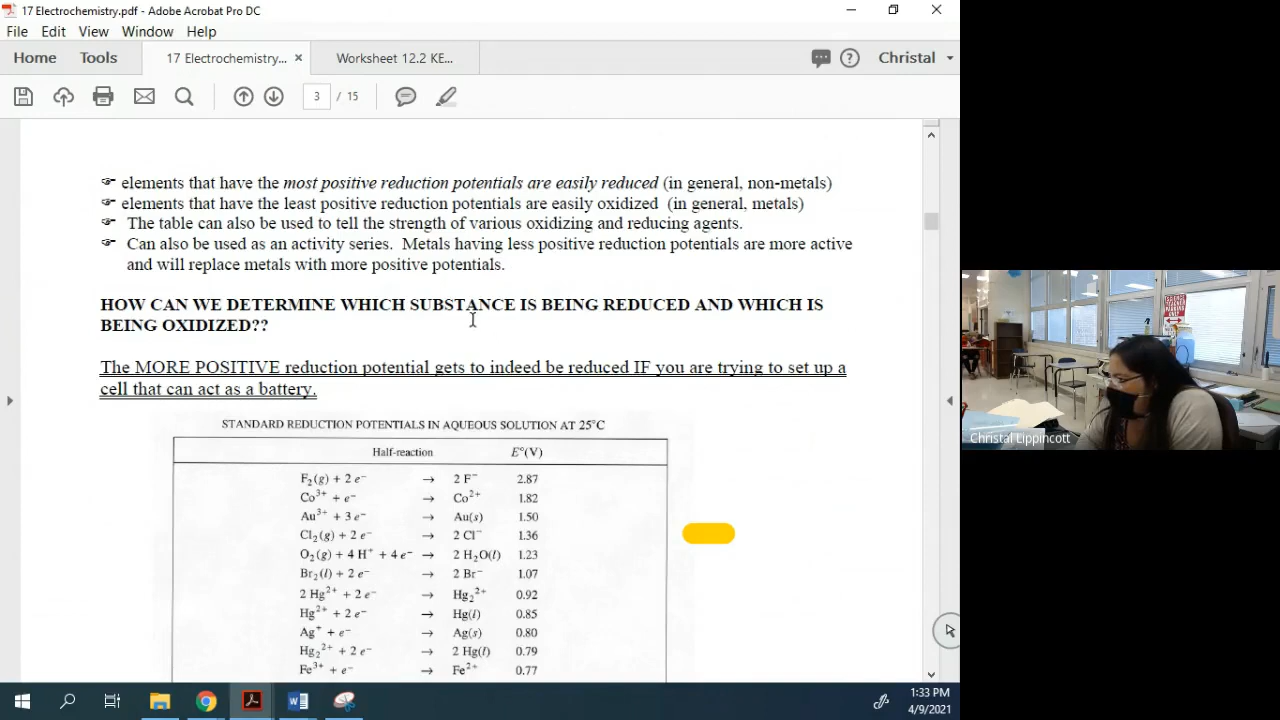 17 Electrochemistry.pdf - Adobe Acrobat Pro DC
File Edit View Window Help
Home Tools 17 Electrochemistry... × Worksheet 12.2 KE... Christal
3 / 15
elements that have the most positive reduction potentials are easily reduced (in general, non-metals)
elements that have the least positive reduction potentials are easily oxidized (in general, metals)
The table can also be used to tell the strength of various oxidizing and reducing agents.
Can also be used as an activity series. Metals having less positive reduction potentials are more active
and will replace metals with more positive potentials.
HOW CAN WE DETERMINE WHICH SUBSTANCE IS BEING REDUCED AND WHICH IS
BEING OXIDIZED??
The MORE POSITIVE reduction potential gets to indeed be reduced IF you are trying to set up a
cell that can act as a battery.
STANDARD REDUCTION POTENTIALS IN AQUEOUS SOLUTION AT 25°C
Half-reaction E°(V)
F₂(g) + 2 e⁻ → 2 F⁻ 2.87
Co³⁺ + e⁻ → Co²⁺ 1.82
Au³⁺ + 3 e⁻ → Au(s) 1.50
Cl₂(g) + 2 e⁻ → 2 Cl⁻ 1.36
O₂(g) + 4 H⁺ + 4 e⁻ → 2 H₂O(l) 1.23
Br₂(l) + 2 e⁻ → 2 Br⁻ 1.07
2 Hg²⁺ + 2 e⁻ → Hg₂²⁺ 0.92
Hg²⁺ + 2 e⁻ → Hg(l) 0.85
Ag⁺ + e⁻ → Ag(s) 0.80
Hg₂²⁺ + 2 e⁻ → 2 Hg(l) 0.79
Fe³⁺ + e⁻ → Fe²⁺ 0.77
Christal Lippincott
1:33 PM
4/9/2021